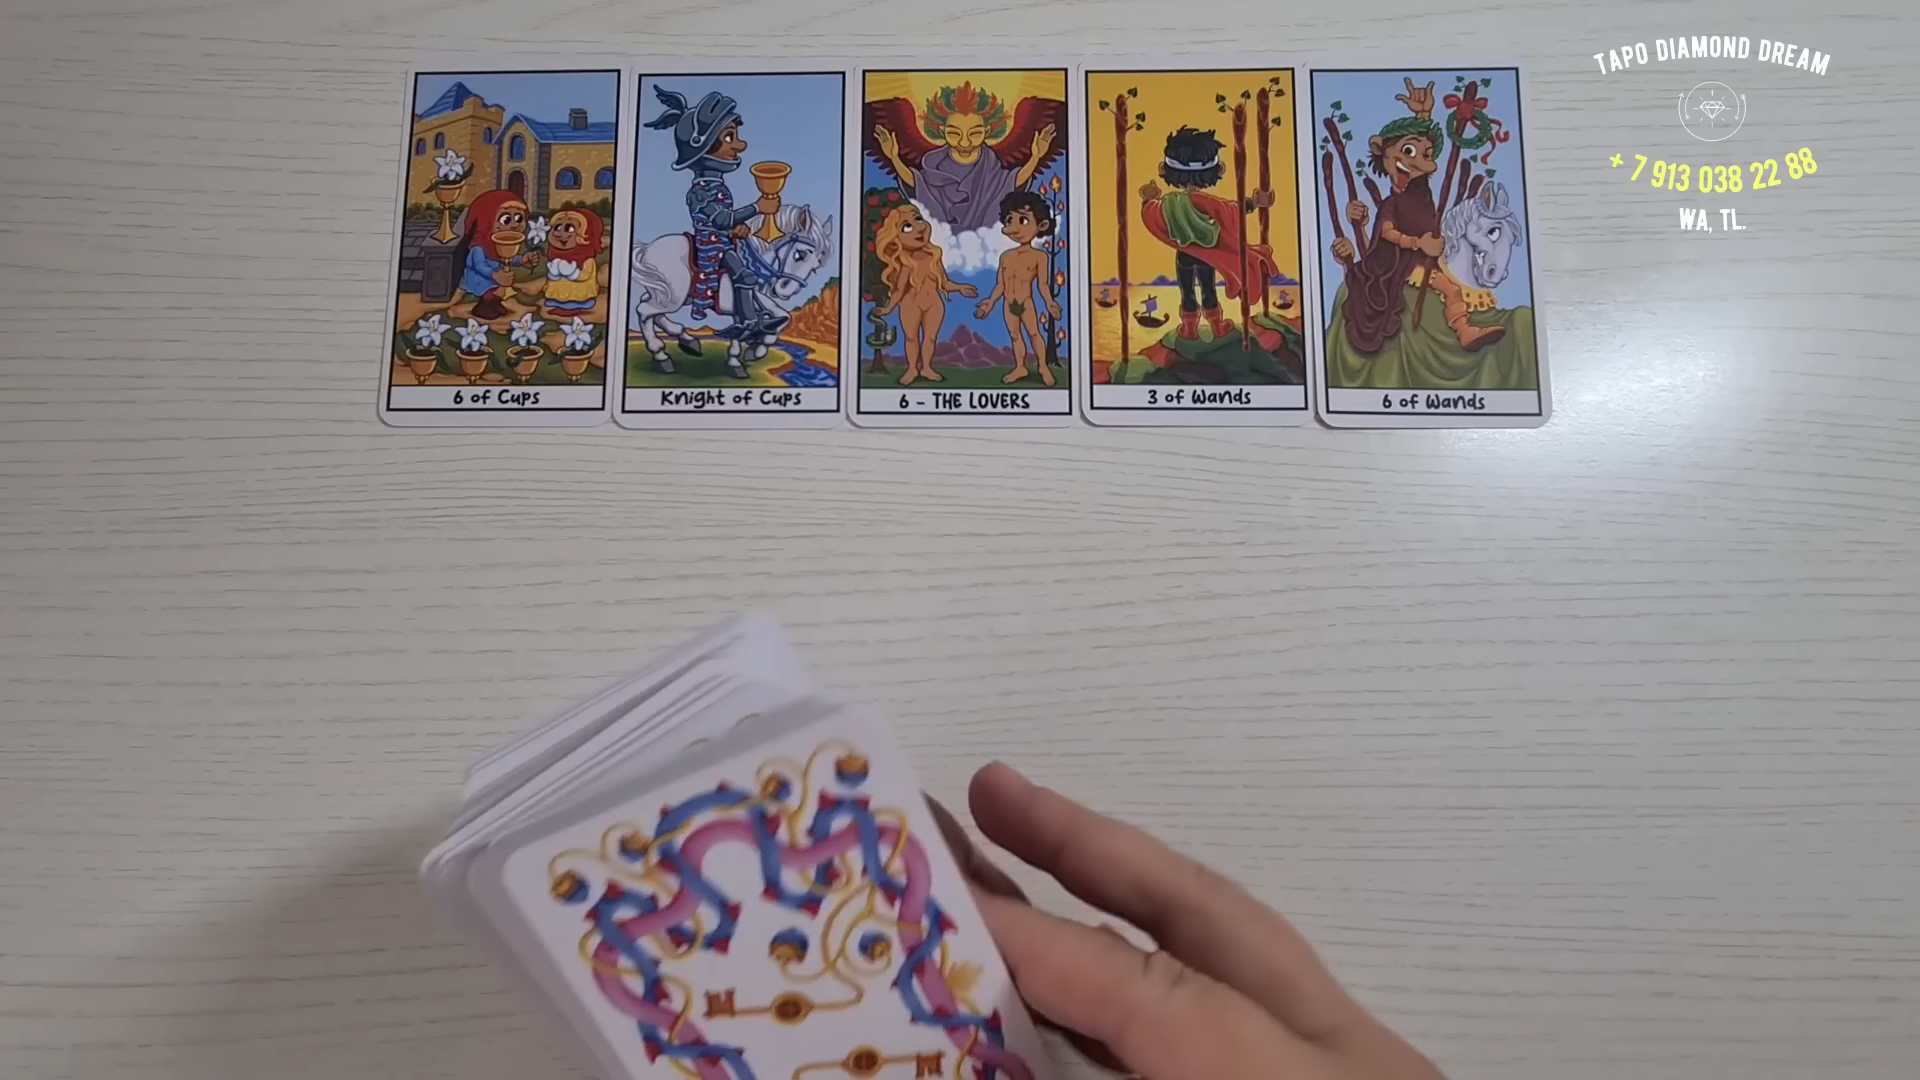 TAPO DIAMOND DREAM
+ 7 913 038 22 88
WA, TL.
6 of Cups
Knight of Cups
6 - THE LOVERS
3 of Wands
6 of Wands